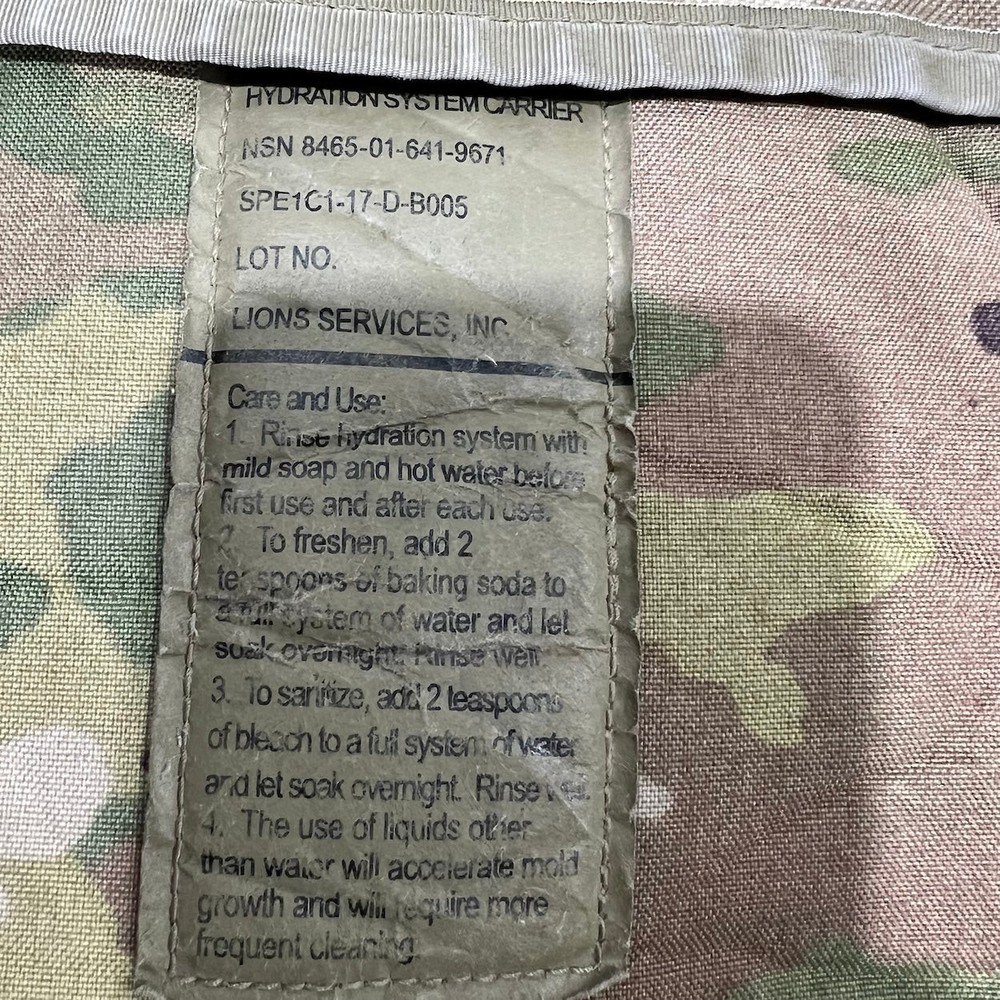 HYDRATION SYSTEM CARRIER
NSN 8465-01-641-9671
SPE1C1-17-D-B005
LOT NO.
LIONS SERVICES, INC.
Care and Use:
1. Rinse hydration system with
mild soap and hot water before
first use and after each use.
2. To freshen, add 2
teaspoons of baking soda to
a full system of water and let
soak overnight. Rinse well.
3. To sanitize, add 2 teaspoons
of bleach to a full system of water
and let soak overnight. Rinse well.
4. The use of liquids other
than water will accelerate mold
growth and will require more
frequent cleaning.